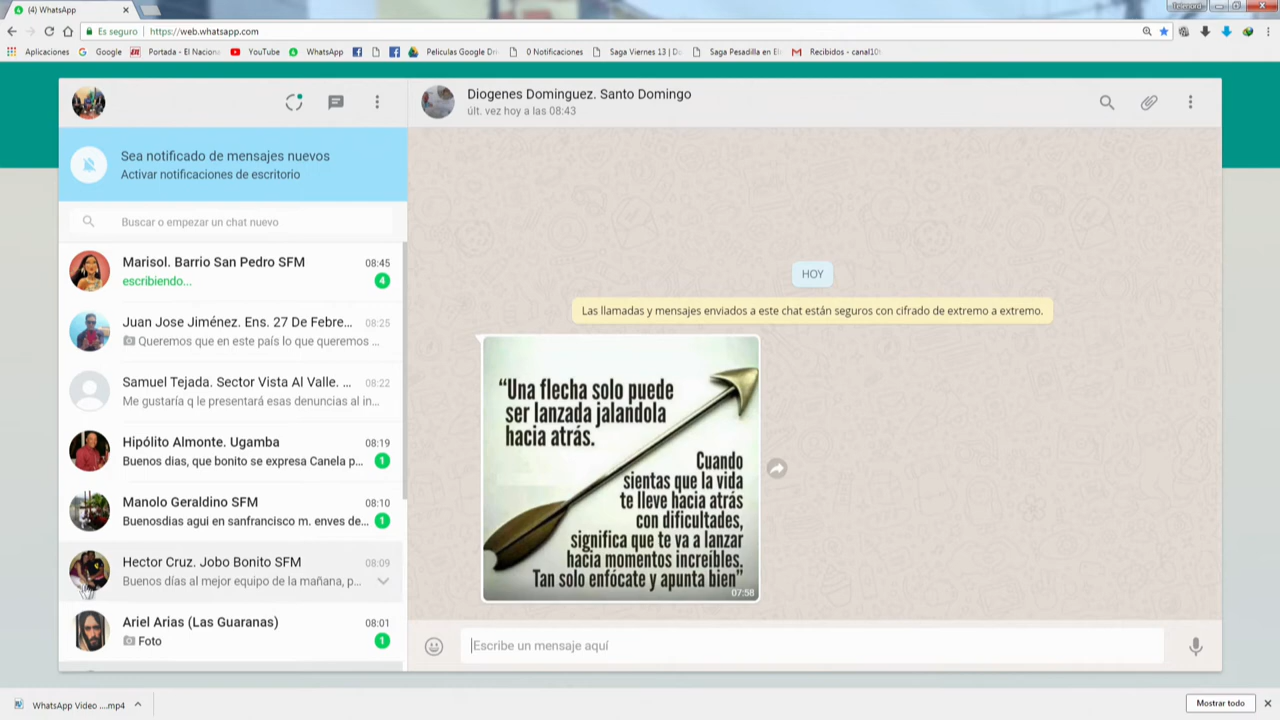 (4) WhatsApp
Telenord
Es seguro
https://web.whatsapp.com
Aplicaciones
Google
Portada - El Naciona
YouTube
WhatsApp
Peliculas Google Dri
0 Notificaciones
Saga Viernes 13 | Do
Saga Pesadilla en El
Recibidos - canal10
Diogenes Dominguez. Santo Domingo
últ. vez hoy a las 08:43
Sea notificado de mensajes nuevos
Activar notificaciones de escritorio
Buscar o empezar un chat nuevo
Marisol. Barrio San Pedro SFM
08:45
escribiendo...
4
Juan Jose Jiménez. Ens. 27 De Febre...
08:25
Queremos que en este país lo que queremos ...
Samuel Tejada. Sector Vista Al Valle. ...
08:22
Me gustaría q le presentará esas denuncias al in...
Hipólito Almonte. Ugamba
08:19
Buenos dias, que bonito se expresa Canela p...
1
Manolo Geraldino SFM
08:10
Buenosdias agui en sanfrancisco m. enves de...
1
Hector Cruz. Jobo Bonito SFM
08:09
Buenos días al mejor equipo de la mañana, p...
Ariel Arias (Las Guaranas)
08:01
Foto
1
HOY
Las llamadas y mensajes enviados a este chat están seguros con cifrado de extremo a extremo.
“Una flecha solo puede
ser lanzada jalandola
hacia atrás.
Cuando
sientas que la vida
te lleve hacia atrás
con dificultades,
significa que te va a lanzar
hacia momentos increíbles.
Tan solo enfócate y apunta bien”
07:58
Escribe un mensaje aquí
WhatsApp Video ....mp4
Mostrar todo